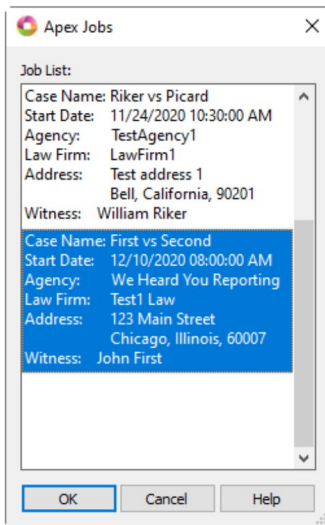 Apex Jobs
Job List:
Case Name: Riker vs Picard
Start Date: 11/24/2020 10:30:00 AM
Agency: TestAgency1
Law Firm: LawFirm1
Address: Test address 1
Bell, California, 90201
Witness: William Riker
Case Name: First vs Second
Start Date: 12/10/2020 08:00:00 AM
Agency: We Heard You Reporting
Law Firm: Test1 Law
Address: 123 Main Street
Chicago, Illinois, 60007
Witness: John First
OK Cancel Help